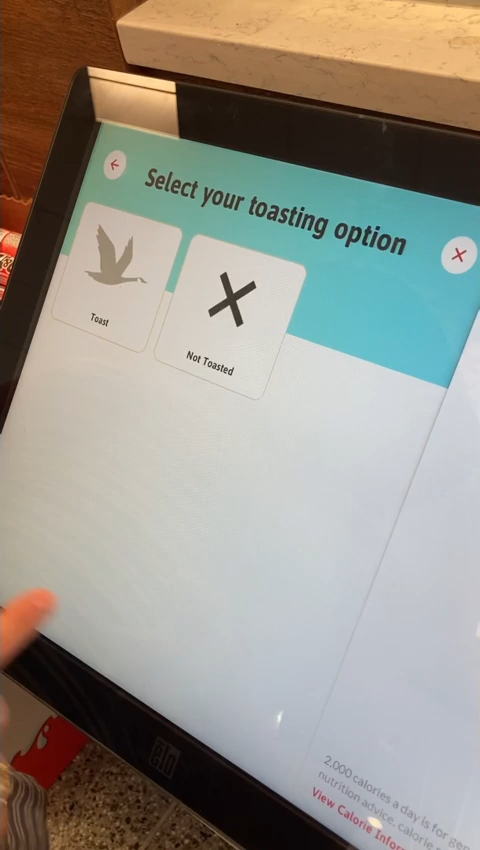 Select your toasting option
Toast
Not Toasted
2,000 calories a day is for
nutrition advice, calorie
View Calorie
elo